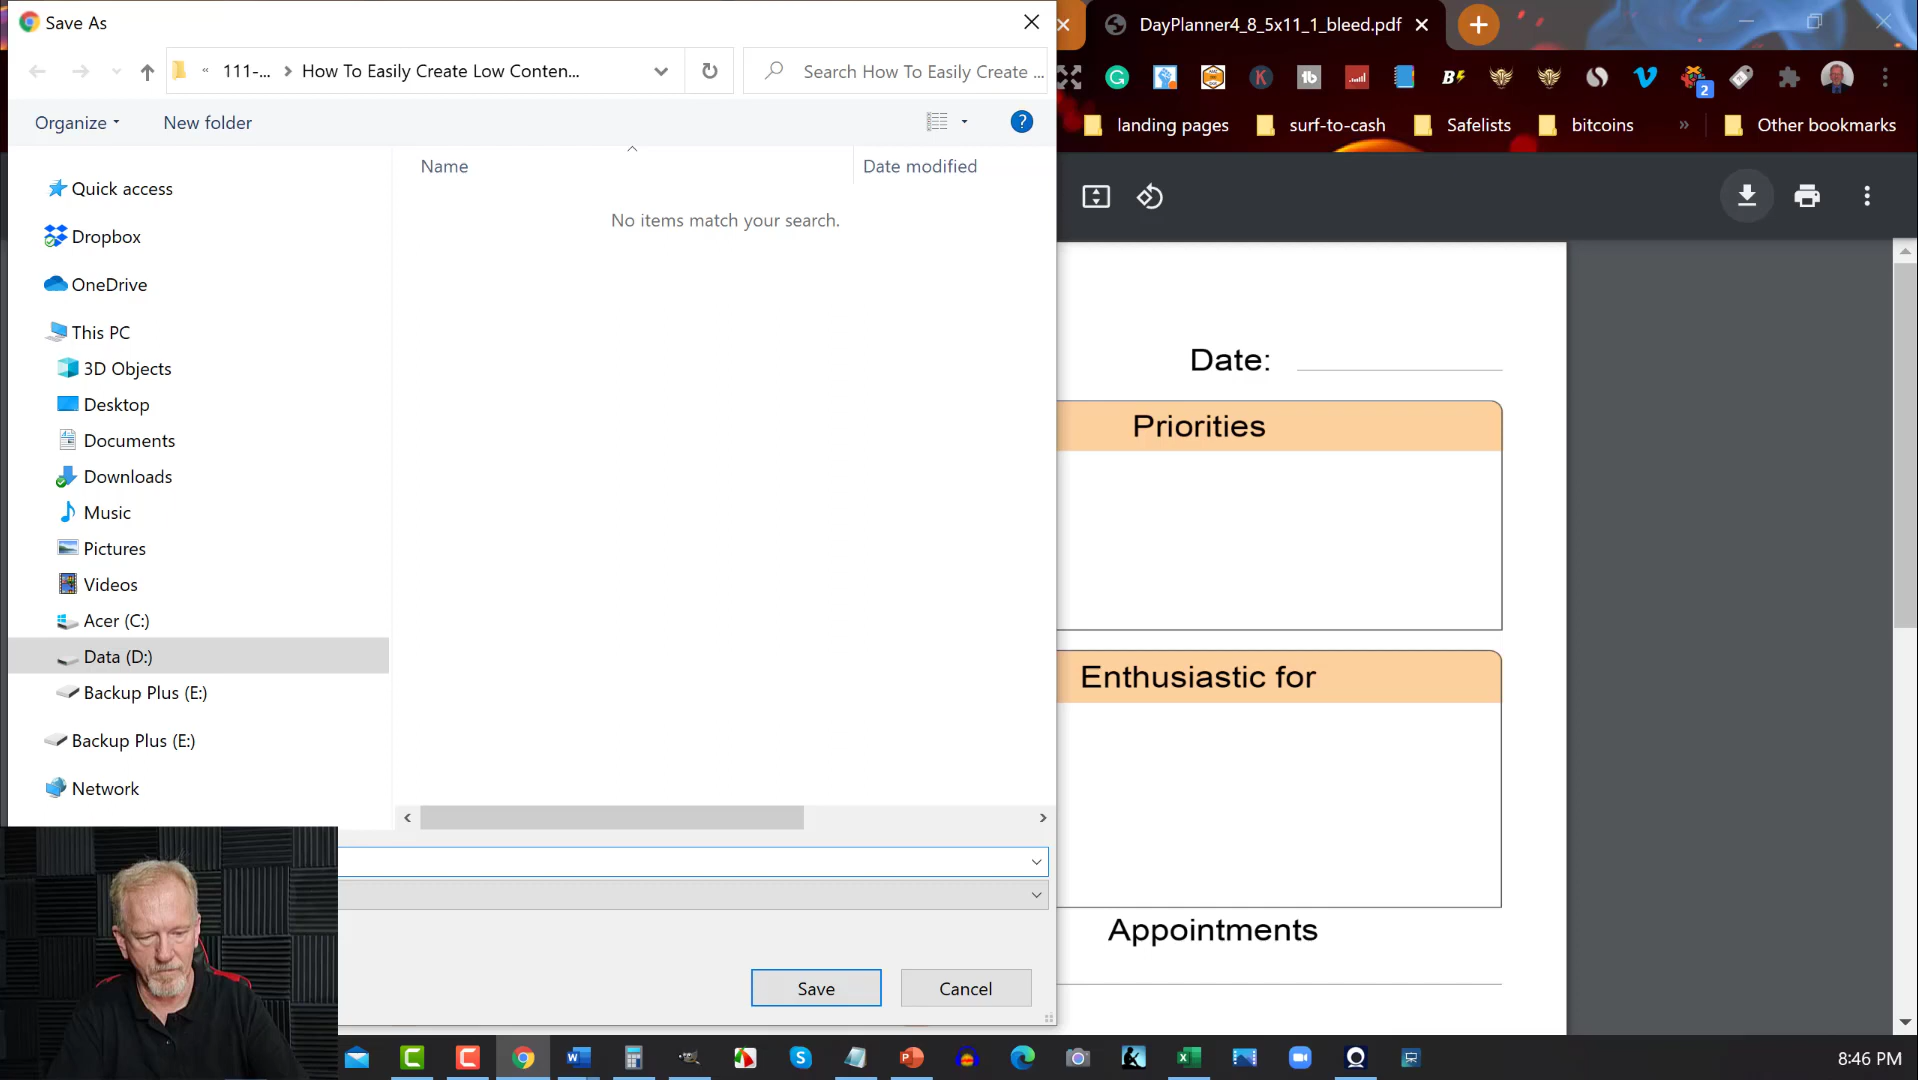 Save As
DayPlanner4_8_5x11_1_bleed.pdf
« 111-... > How To Easily Create Low Conten...
Search How To Easily Create ...
Organize
New folder
?
K
1b
B
2
landing pages
surf-to-cash
Safelists
bitcoins
»
Other bookmarks
Name
Date modified
No items match your search.
Quick access
Dropbox
OneDrive
This PC
3D Objects
Desktop
Documents
Downloads
Music
Pictures
Videos
Acer (C:)
Data (D:)
Backup Plus (E:)
Backup Plus (E:)
Network
Date:
Priorities
Enthusiastic for
Appointments
Save
Cancel
8:46 PM